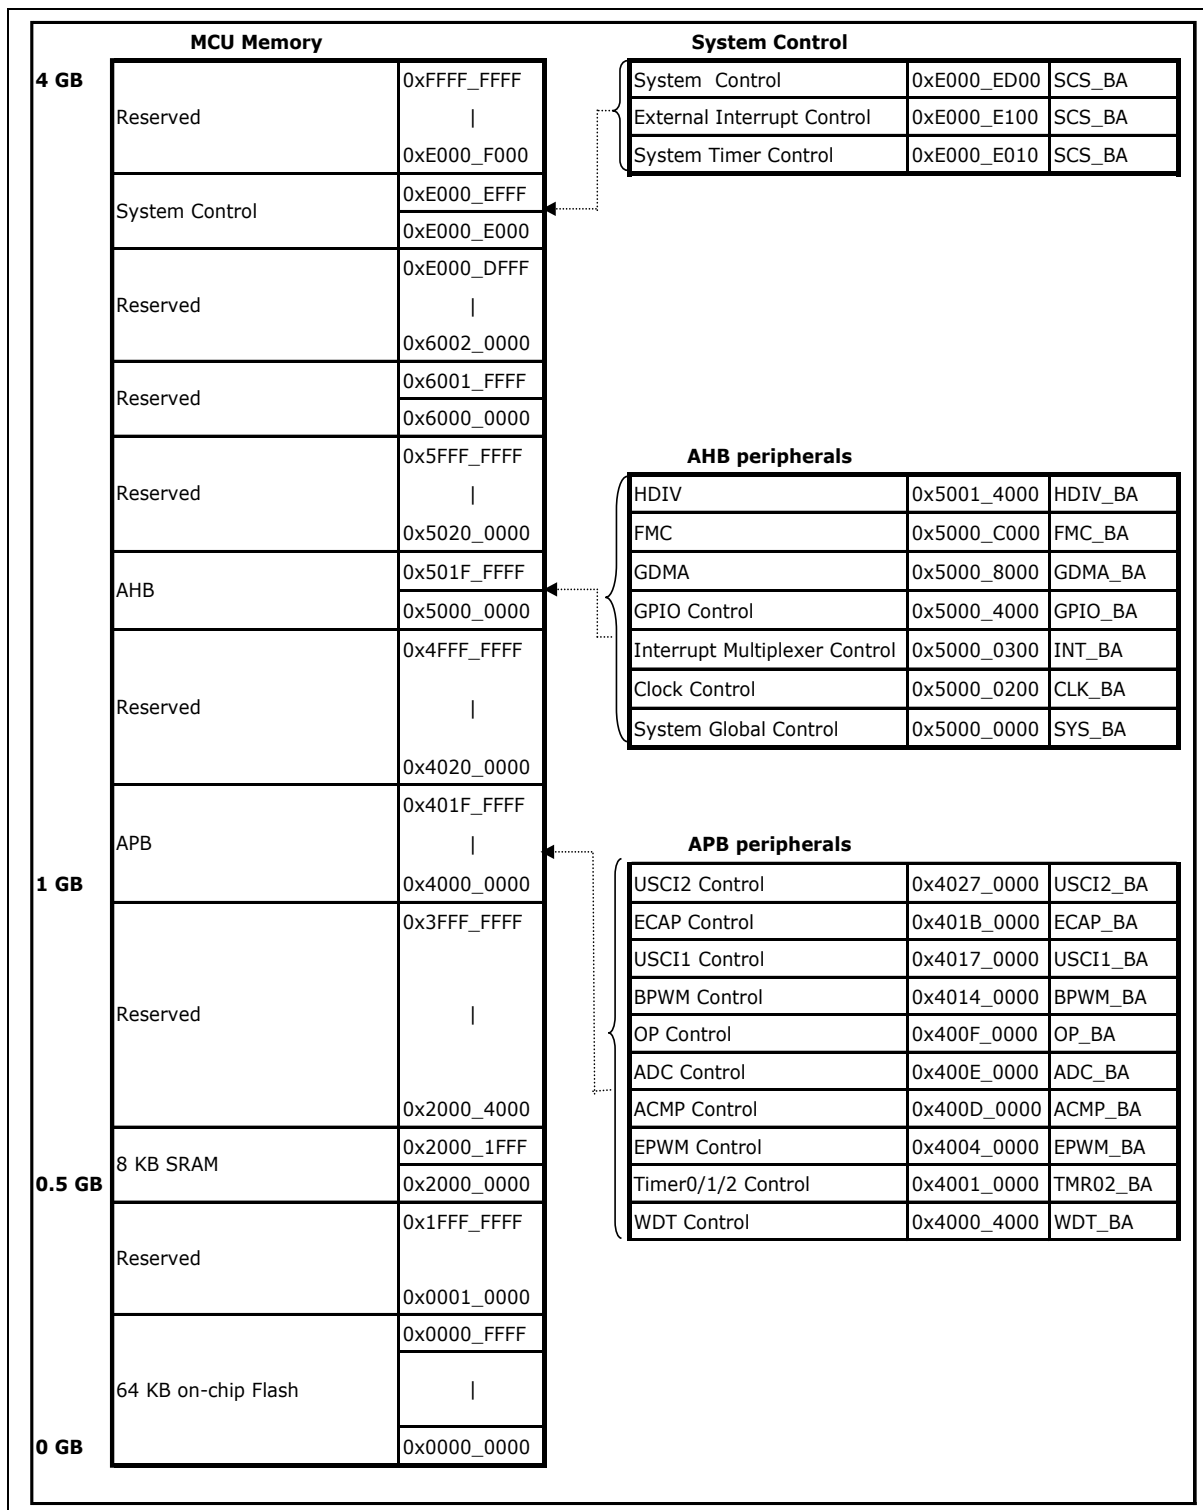 MCU Memory
4 GB
Reserved
0xFFFF_FFFF
|
0xE000_F000
System Control
0xE000_EFFF
0xE000_E000
Reserved
0xE000_DFFF
|
0x6002_0000
Reserved
0x6001_FFFF
0x6000_0000
Reserved
0x5FFF_FFFF
|
0x5020_0000
AHB
0x501F_FFFF
0x5000_0000
Reserved
0x4FFF_FFFF
|
0x4020_0000
APB
0x401F_FFFF
|
1 GB
0x4000_0000
Reserved
0x3FFF_FFFF
|
0x2000_4000
8 KB SRAM
0x2000_1FFF
0.5 GB
0x2000_0000
Reserved
0x1FFF_FFFF
0x0001_0000
64 KB on-chip Flash
0x0000_FFFF
|
0 GB
0x0000_0000
System Control
System Control 0xE000_ED00 SCS_BA
External Interrupt Control 0xE000_E100 SCS_BA
System Timer Control 0xE000_E010 SCS_BA
AHB peripherals
HDIV 0x5001_4000 HDIV_BA
FMC 0x5000_C000 FMC_BA
GDMA 0x5000_8000 GDMA_BA
GPIO Control 0x5000_4000 GPIO_BA
Interrupt Multiplexer Control 0x5000_0300 INT_BA
Clock Control 0x5000_0200 CLK_BA
System Global Control 0x5000_0000 SYS_BA
APB peripherals
USCI2 Control 0x4027_0000 USCI2_BA
ECAP Control 0x401B_0000 ECAP_BA
USCI1 Control 0x4017_0000 USCI1_BA
BPWM Control 0x4014_0000 BPWM_BA
OP Control 0x400F_0000 OP_BA
ADC Control 0x400E_0000 ADC_BA
ACMP Control 0x400D_0000 ACMP_BA
EPWM Control 0x4004_0000 EPWM_BA
Timer0/1/2 Control 0x4001_0000 TMR02_BA
WDT Control 0x4000_4000 WDT_BA